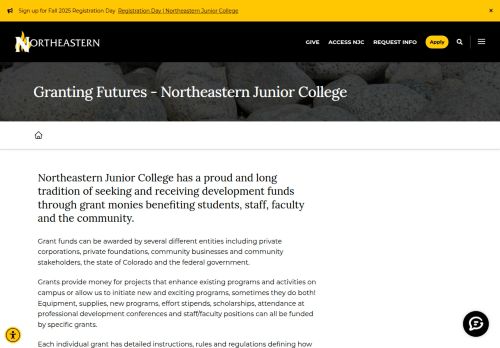 Sign up for Fall 2025 Registration Day Registration Day | Northeastern Junior College ×
NORTHEASTERN GIVE ACCESS NJC REQUEST INFO Apply
Granting Futures - Northeastern Junior College
Northeastern Junior College has a proud and long
tradition of seeking and receiving development funds
through grant monies benefiting students, staff, faculty
and the community.
Grant funds can be awarded by several different entities including private
corporations, private foundations, community businesses and community
stakeholders, the state of Colorado and the federal government.
Grants provide money for projects that enhance existing programs and activities on
campus or allow us to initiate new and exciting programs, sometimes they do both!
Equipment, supplies, new programs, effort stipends, scholarships, attendance at
professional development conferences and staff/faculty positions can all be funded
by specific grants.
Each individual grant has detailed instructions, rules and regulations defining how